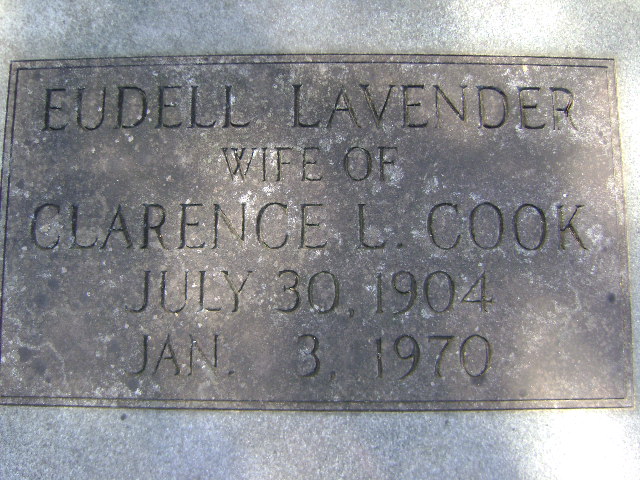 EUDELL LAVENDER
WIFE OF
CLARENCE L. COOK
JULY 30, 1904
JAN. 3, 1970